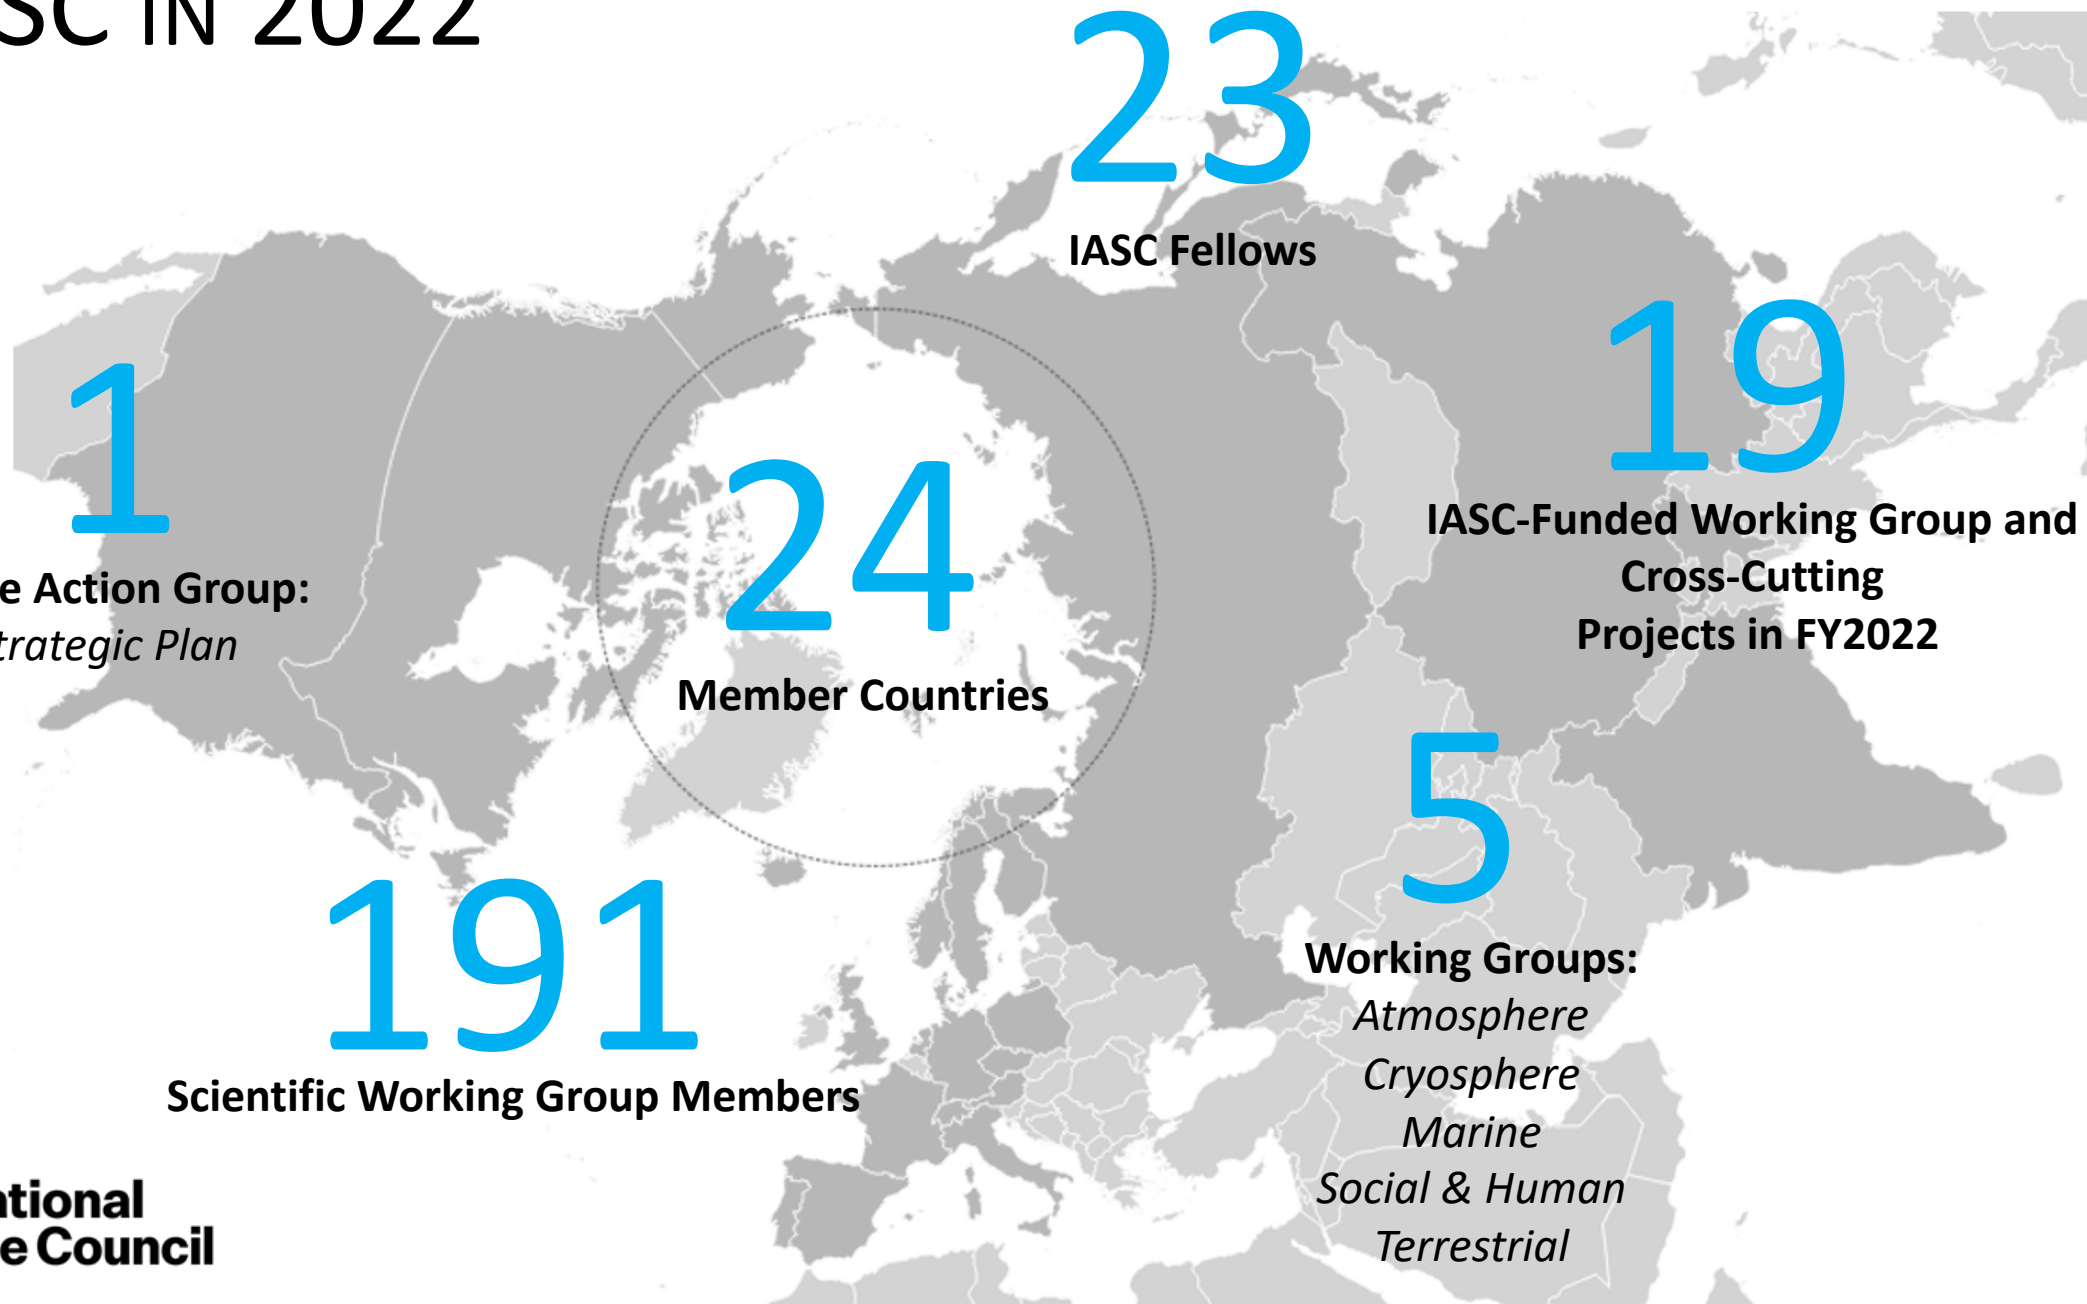 SC IN 2022
23
IASC Fellows
1
e Action Group:
trategic Plan
24
Member Countries
19
IASC-Funded Working Group and
Cross-Cutting
Projects in FY2022
5
Working Groups:
Atmosphere
Cryosphere
Marine
Social & Human
Terrestrial
191
Scientific Working Group Members
ational
e Council